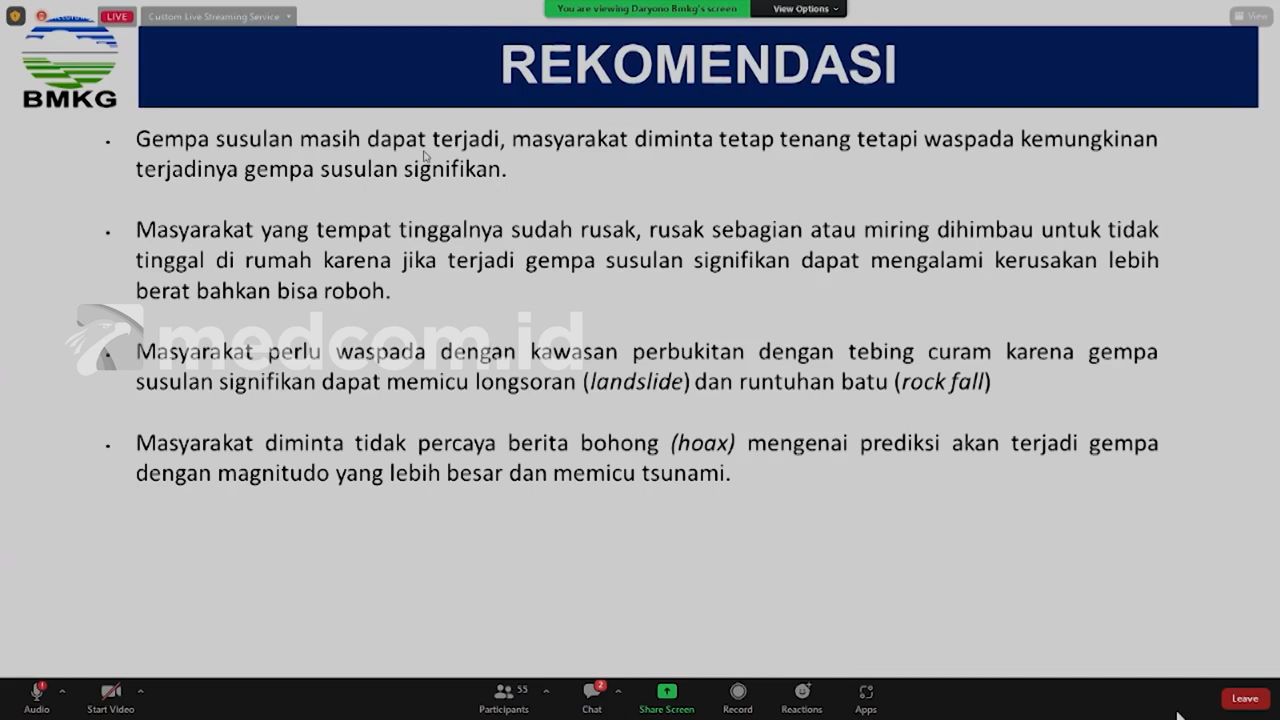 LIVE
Custom Live Streaming Service
You are viewing Daryono Bmkg's screen
View Options
View
BMKG
REKOMENDASI
• Gempa susulan masih dapat terjadi, masyarakat diminta tetap tenang tetapi waspada kemungkinan
terjadinya gempa susulan signifikan.
• Masyarakat yang tempat tinggalnya sudah rusak, rusak sebagian atau miring dihimbau untuk tidak
tinggal di rumah karena jika terjadi gempa susulan signifikan dapat mengalami kerusakan lebih
berat bahkan bisa roboh.
medcom.id
• Masyarakat perlu waspada dengan kawasan perbukitan dengan tebing curam karena gempa
susulan signifikan dapat memicu longsoran (landslide) dan runtuhan batu (rock fall)
• Masyarakat diminta tidak percaya berita bohong (hoax) mengenai prediksi akan terjadi gempa
dengan magnitudo yang lebih besar dan memicu tsunami.
Audio
Start Video
55
Participants
2
Chat
Share Screen
Record
Reactions
Apps
Leave